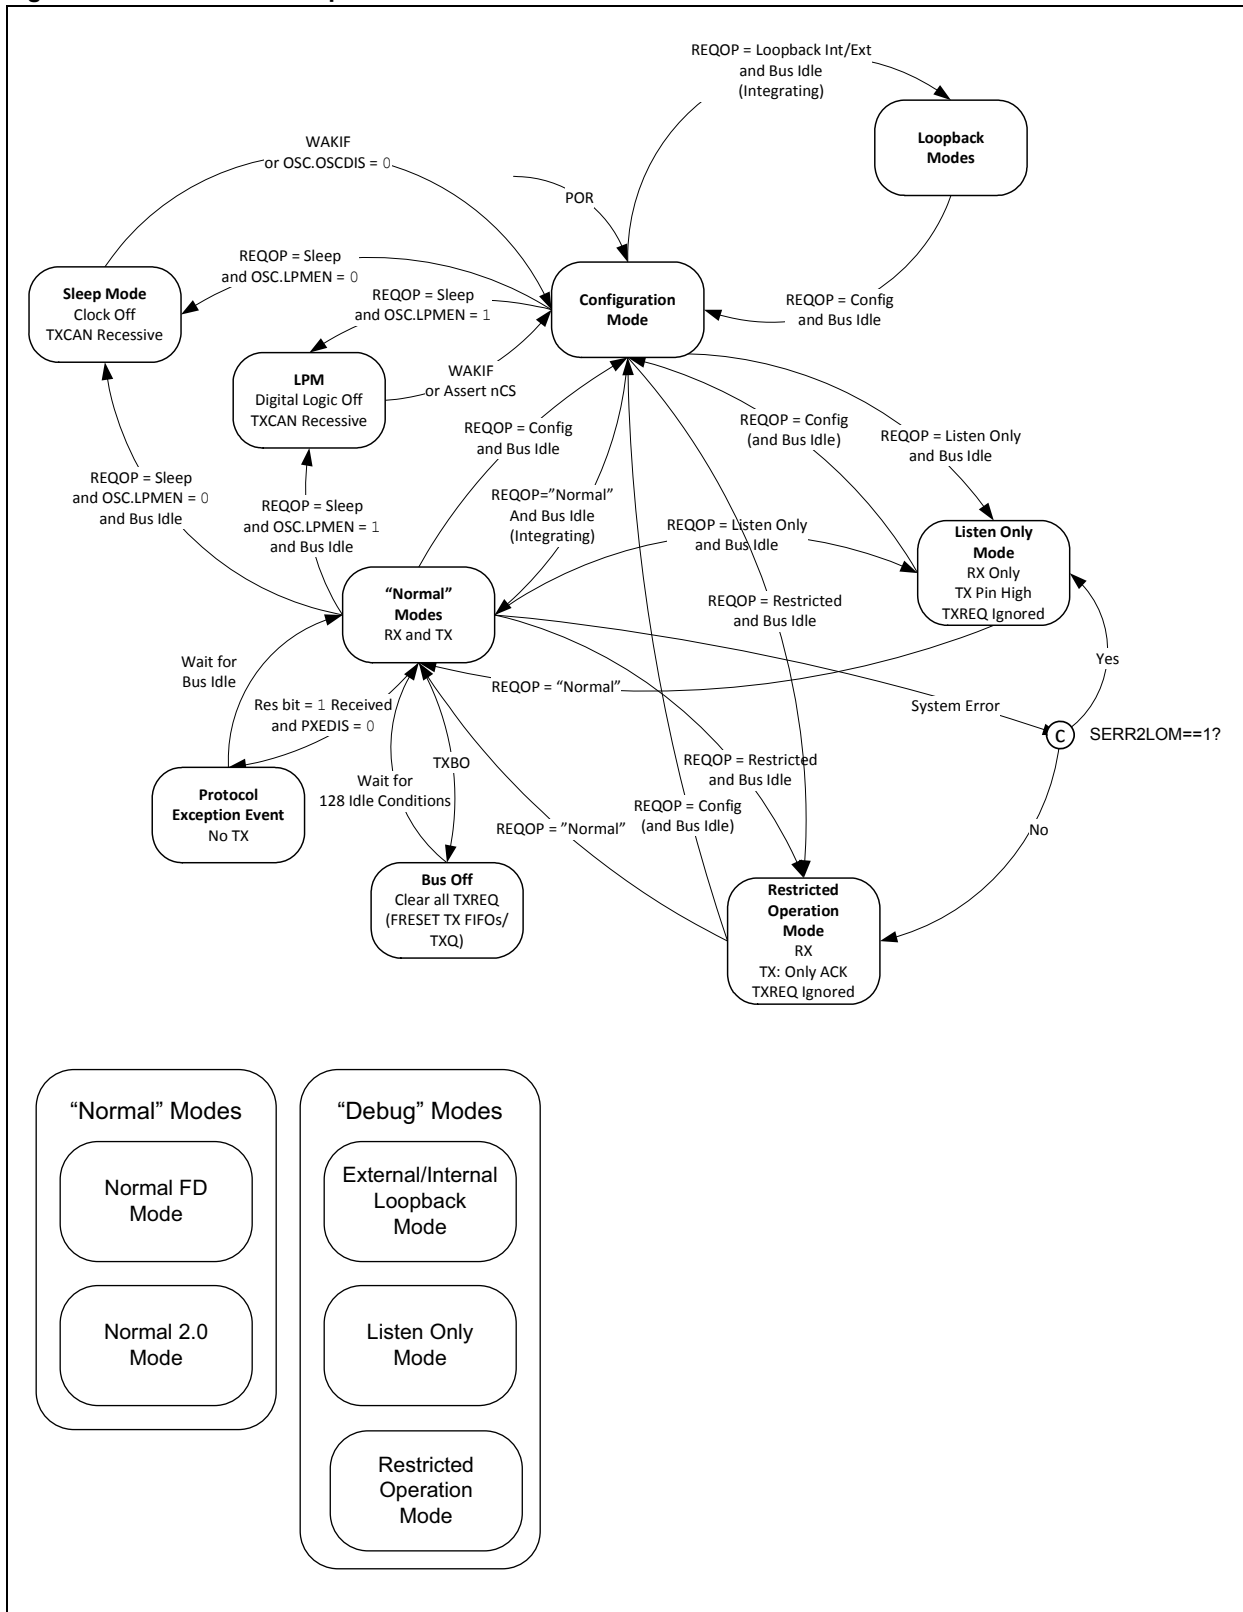 REQOP = Loopback Int/Ext
and Bus Idle
(Integrating)
Loopback
Modes
WAKIF
or OSC.OSCDIS = 0
POR
REQOP = Sleep
and OSC.LPMEN = 0
Sleep Mode
Clock Off
TXCAN Recessive
REQOP = Sleep
and OSC.LPMEN = 1
Configuration
Mode
REQOP = Config
and Bus Idle
LPM
Digital Logic Off
TXCAN Recessive
WAKIF
or Assert nCS
REQOP = Config
and Bus Idle
REQOP = Config
(and Bus Idle)
REQOP = Listen Only
and Bus Idle
REQOP = Sleep
and OSC.LPMEN = 0
and Bus Idle
REQOP = Sleep
and OSC.LPMEN = 1
and Bus Idle
REQOP=”Normal”
And Bus Idle
(Integrating)
REQOP = Listen Only
and Bus Idle
Listen Only
Mode
RX Only
TX Pin High
TXREQ Ignored
“Normal”
Modes
RX and TX
REQOP = Restricted
and Bus Idle
Wait for
Bus Idle
Yes
REQOP = “Normal”
Res bit = 1 Received
and PXEDIS = 0
System Error
C
SERR2LOM==1?
TXBO
REQOP = Restricted
and Bus Idle
Wait for
128 Idle Conditions
Protocol
Exception Event
No TX
REQOP = Config
(and Bus Idle)
REQOP = ”Normal”
No
Bus Off
Clear all TXREQ
(FRESET TX FIFOs/
TXQ)
Restricted
Operation
Mode
RX
TX: Only ACK
TXREQ Ignored
“Normal” Modes
Normal FD
Mode
Normal 2.0
Mode
“Debug” Modes
External/Internal
Loopback
Mode
Listen Only
Mode
Restricted
Operation
Mode